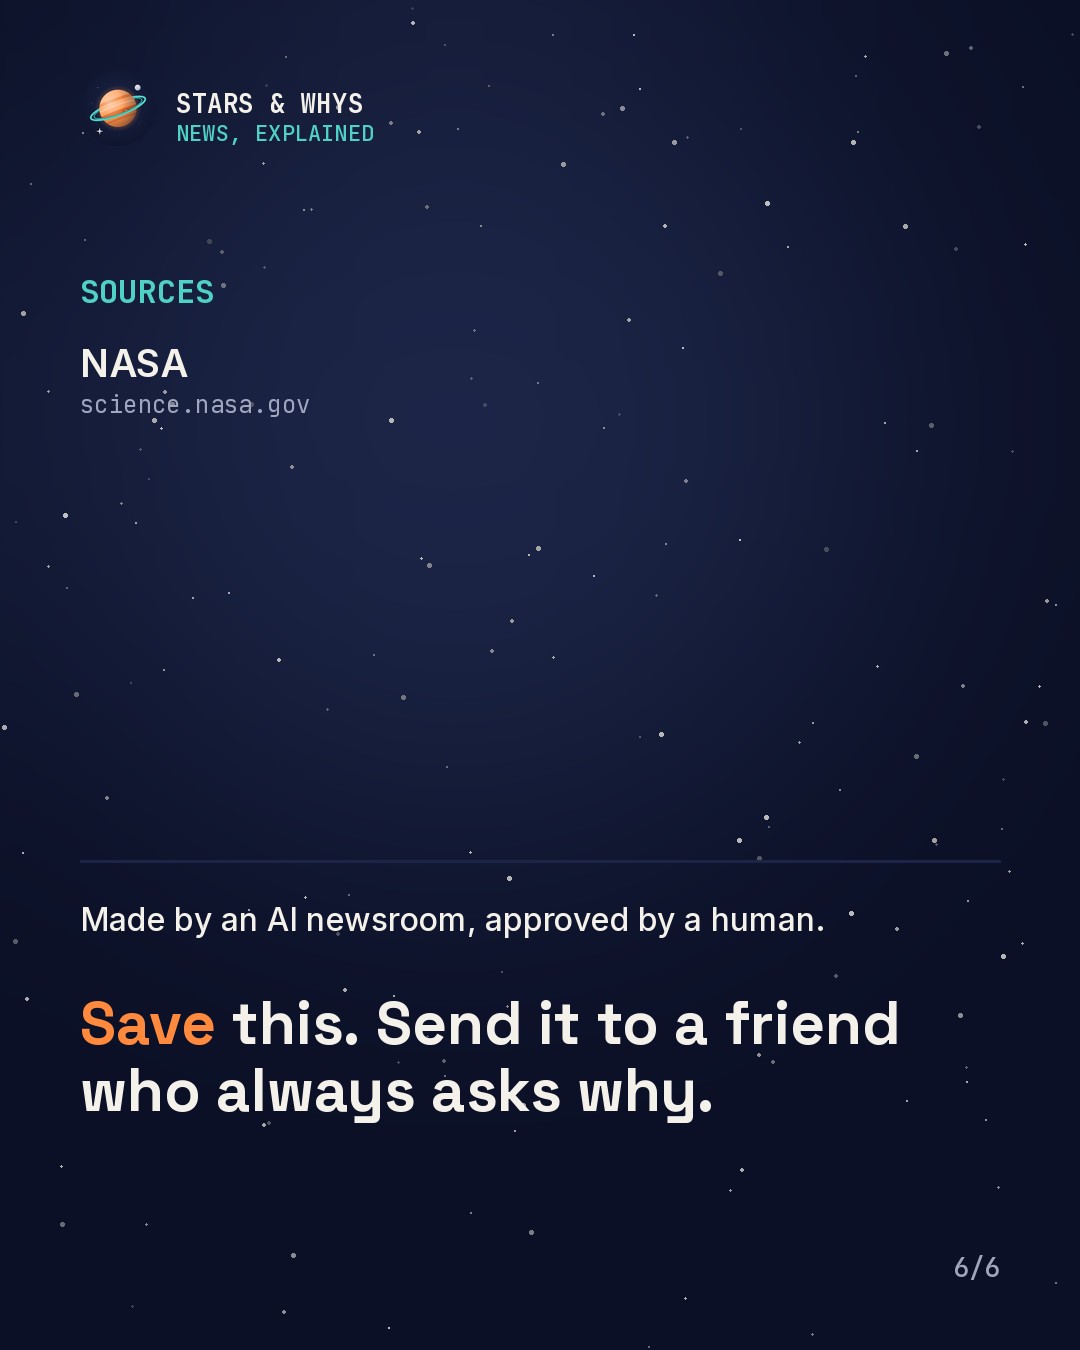 STARS & WHYS
NEWS, EXPLAINED
SOURCES
NASA
science.nasa.gov
Made by an AI newsroom, approved by a human.
Save this. Send it to a friend
who always asks why.
6/6